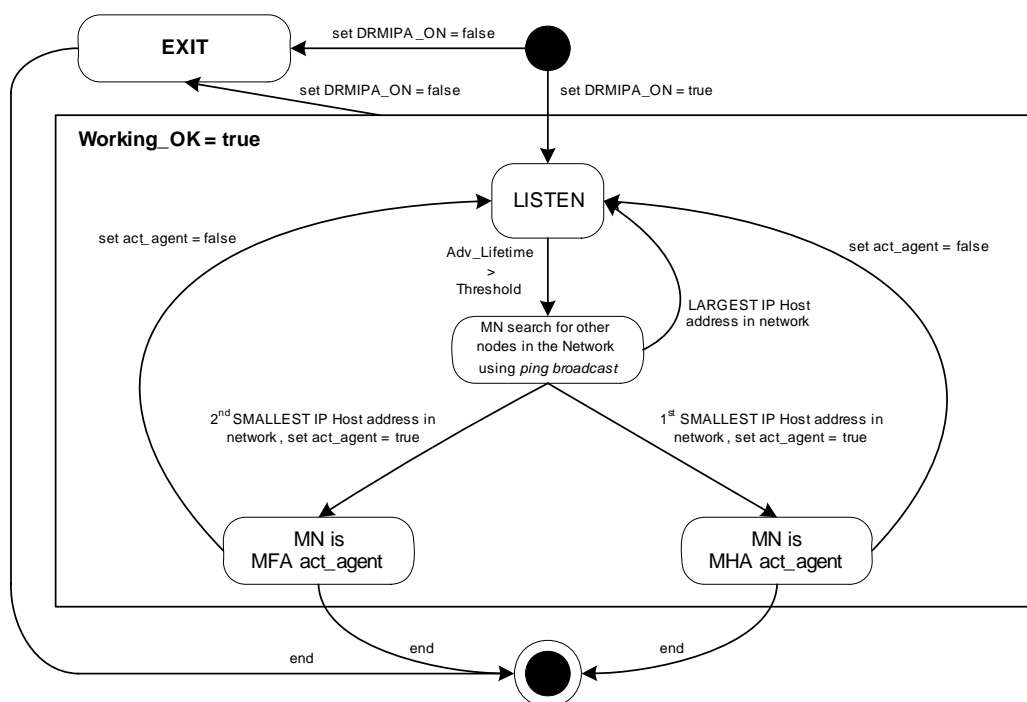 set DRMIPA_ON = false
EXIT
set DRMIPA_ON = false
set DRMIPA_ON = true
Working_OK = true
LISTEN
set act_agent = false
set act_agent = false
Adv_Lifetime
>
Threshold
LARGEST IP Host
address in network
MN search for other
nodes in the Network
using ping broadcast
2nd SMALLEST IP Host address in
network, set act_agent = true
1st SMALLEST IP Host address in
network, set act_agent = true
MN is
MFA act_agent
MN is
MHA act_agent
end
end
end